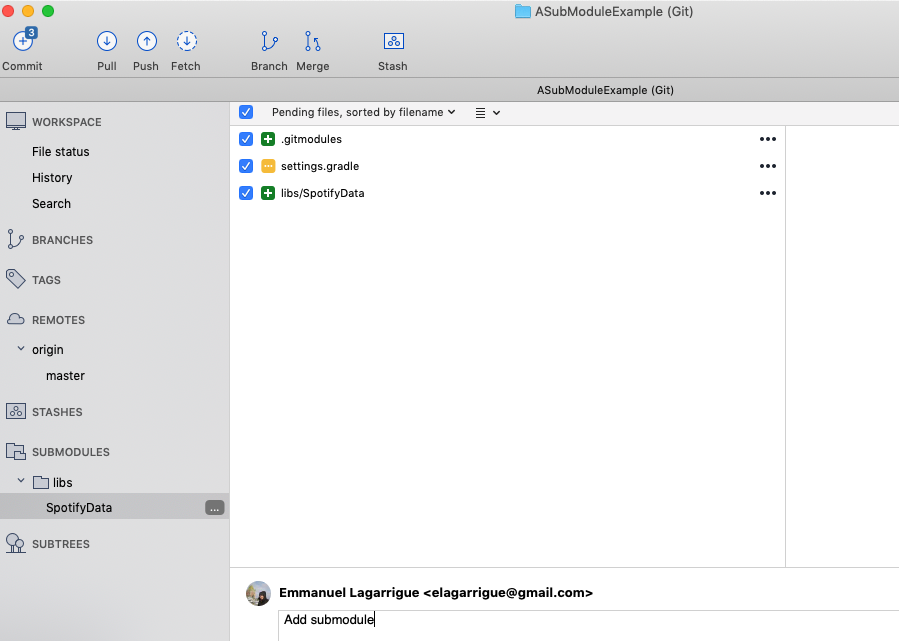 ASubModuleExample (Git)
3
Commit Pull Push Fetch Branch Merge Stash
ASubModuleExample (Git)
WORKSPACE
File status
History
Search
BRANCHES
TAGS
REMOTES
origin
master
STASHES
SUBMODULES
libs
SpotifyData ...
SUBTREES
Pending files, sorted by filename
.gitmodules
settings.gradle
libs/SpotifyData
Emmanuel Lagarrigue <elagarrigue@gmail.com>
Add submodule